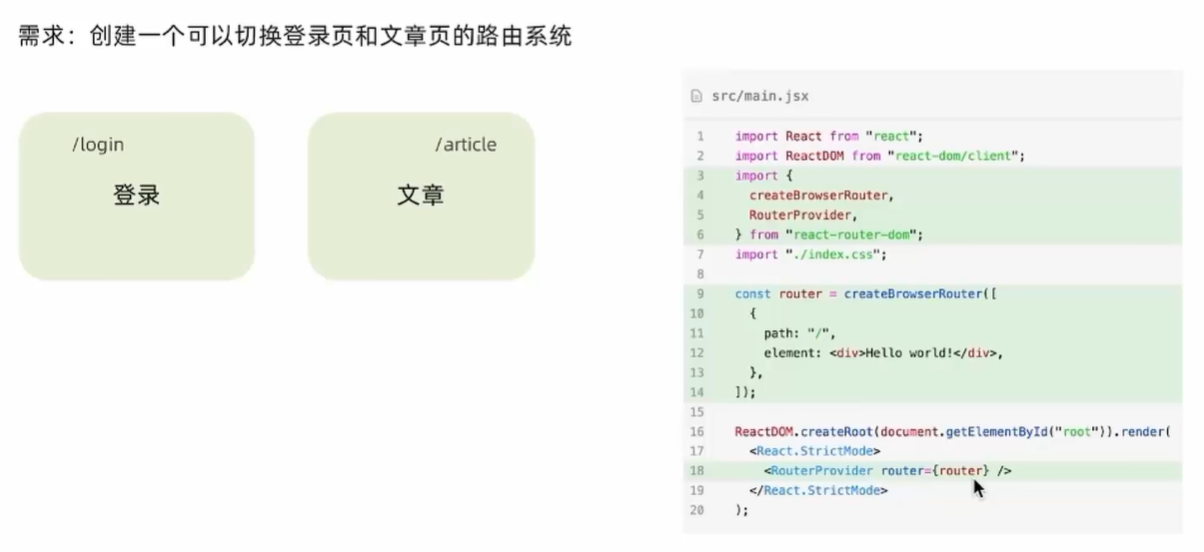 需求：创建一个可以切换登录页和文章页的路由系统
/login
登录
/article
文章
src/main.jsx
1 import React from "react";
2 import ReactDOM from "react-dom/client";
3 import {
4 createBrowserRouter,
5 RouterProvider,
6 } from "react-router-dom";
7 import "./index.css";
8
9 const router = createBrowserRouter([
10 {
11 path: "/",
12 element: <div>Hello world!</div>,
13 },
14 ]);
15
16 ReactDOM.createRoot(document.getElementById("root")).render(
17 <React.StrictMode>
18 <RouterProvider router={router} />
19 </React.StrictMode>
20 );